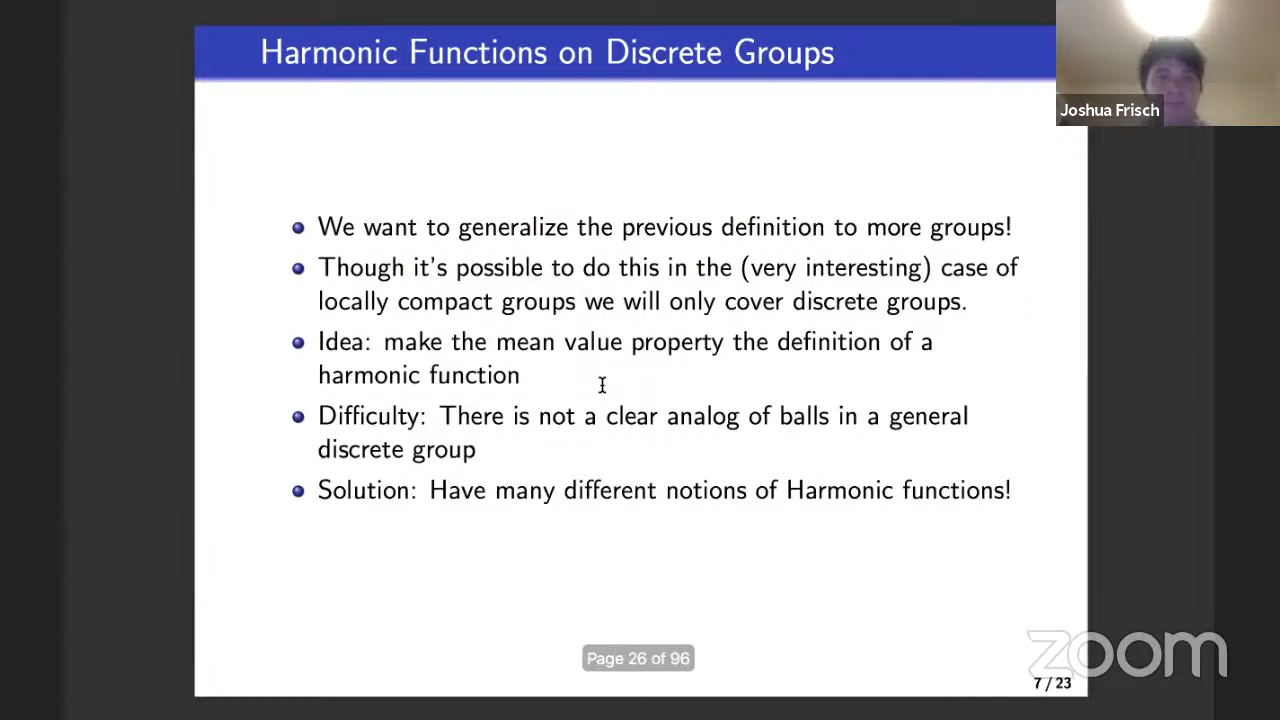 Harmonic Functions on Discrete Groups
Joshua Frisch
We want to generalize the previous definition to more groups!
Though it's possible to do this in the (very interesting) case of
locally compact groups we will only cover discrete groups.
Idea: make the mean value property the definition of a
harmonic function
Difficulty: There is not a clear analog of balls in a general
discrete group
Solution: Have many different notions of Harmonic functions!
Page 26 of 96
zoom
7 / 23